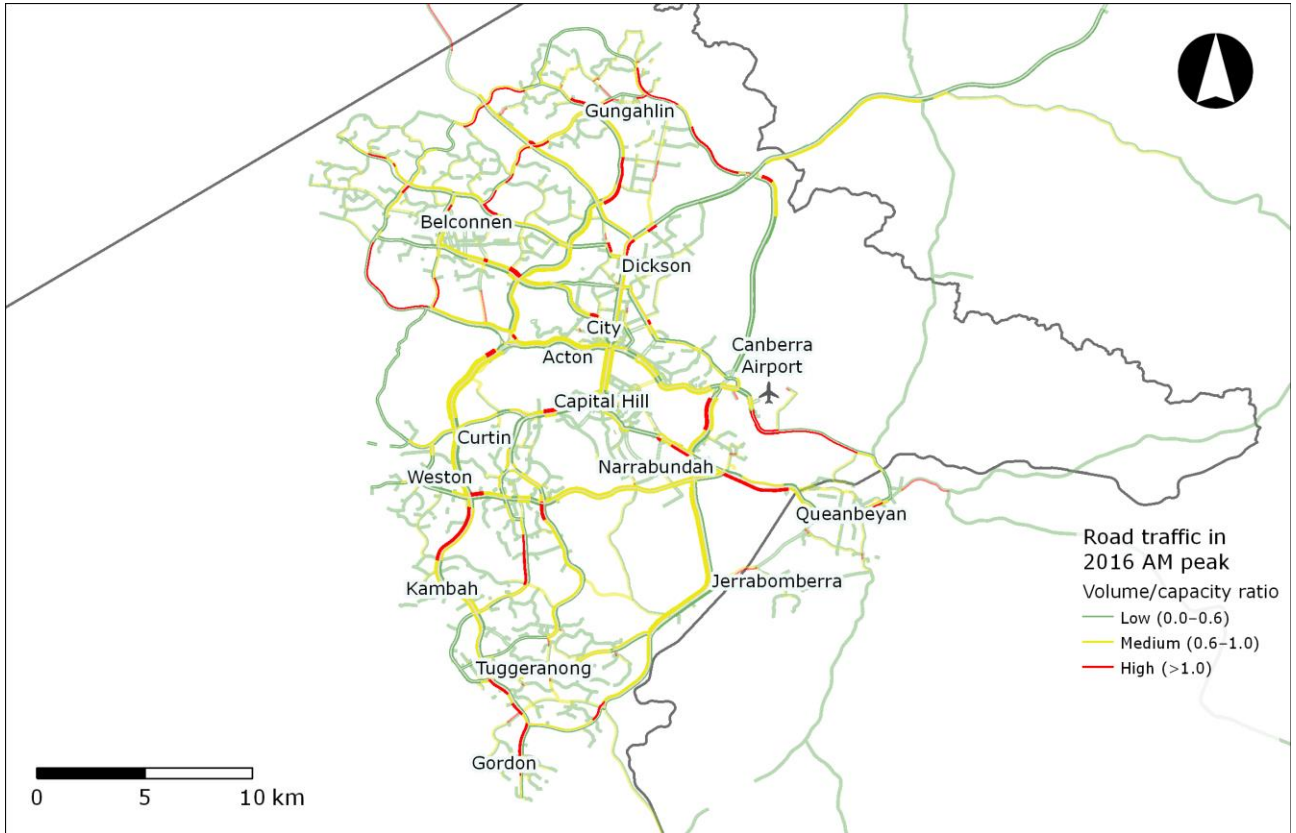 Gungahlin
Belconnen
Dickson
City
Canberra
Airport
Acton
Capital Hill
Curtin
Narrabundah
Weston
Queanbeyan
Road traffic in
2016 AM peak
Volume/capacity ratio
Low (0.0–0.6)
Medium (0.6–1.0)
High (>1.0)
Jerrabomberra
Kambah
Tuggeranong
Gordon
0 5 10 km